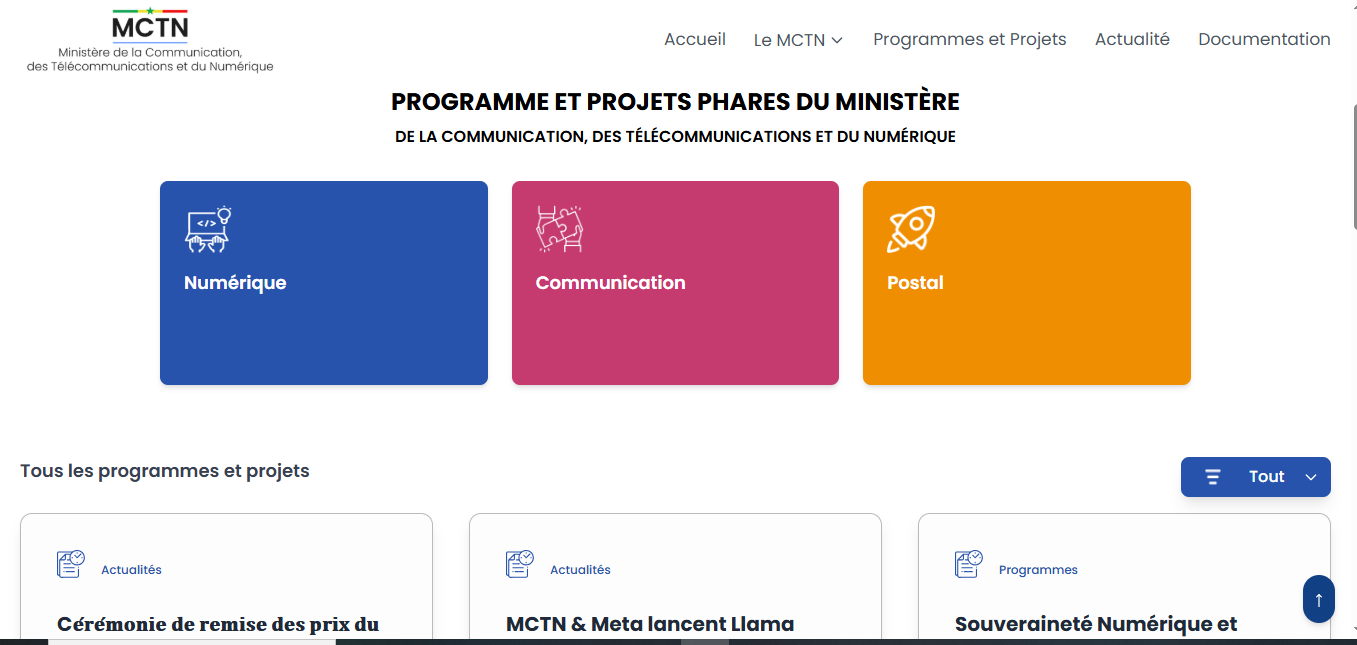 MCTN
Ministère de la Communication,
des Télécommunications et du Numérique
Accueil
Le MCTN
Programmes et Projets
Actualité
Documentation
PROGRAMME ET PROJETS PHARES DU MINISTÈRE
DE LA COMMUNICATION, DES TÉLÉCOMMUNICATIONS ET DU NUMÉRIQUE
</>
Numérique
Communication
Postal
Tous les programmes et projets
Tout
Actualités
Cérémonie de remise des prix du
Actualités
MCTN & Meta lancent Llama
Programmes
Souveraineté Numérique et
↑